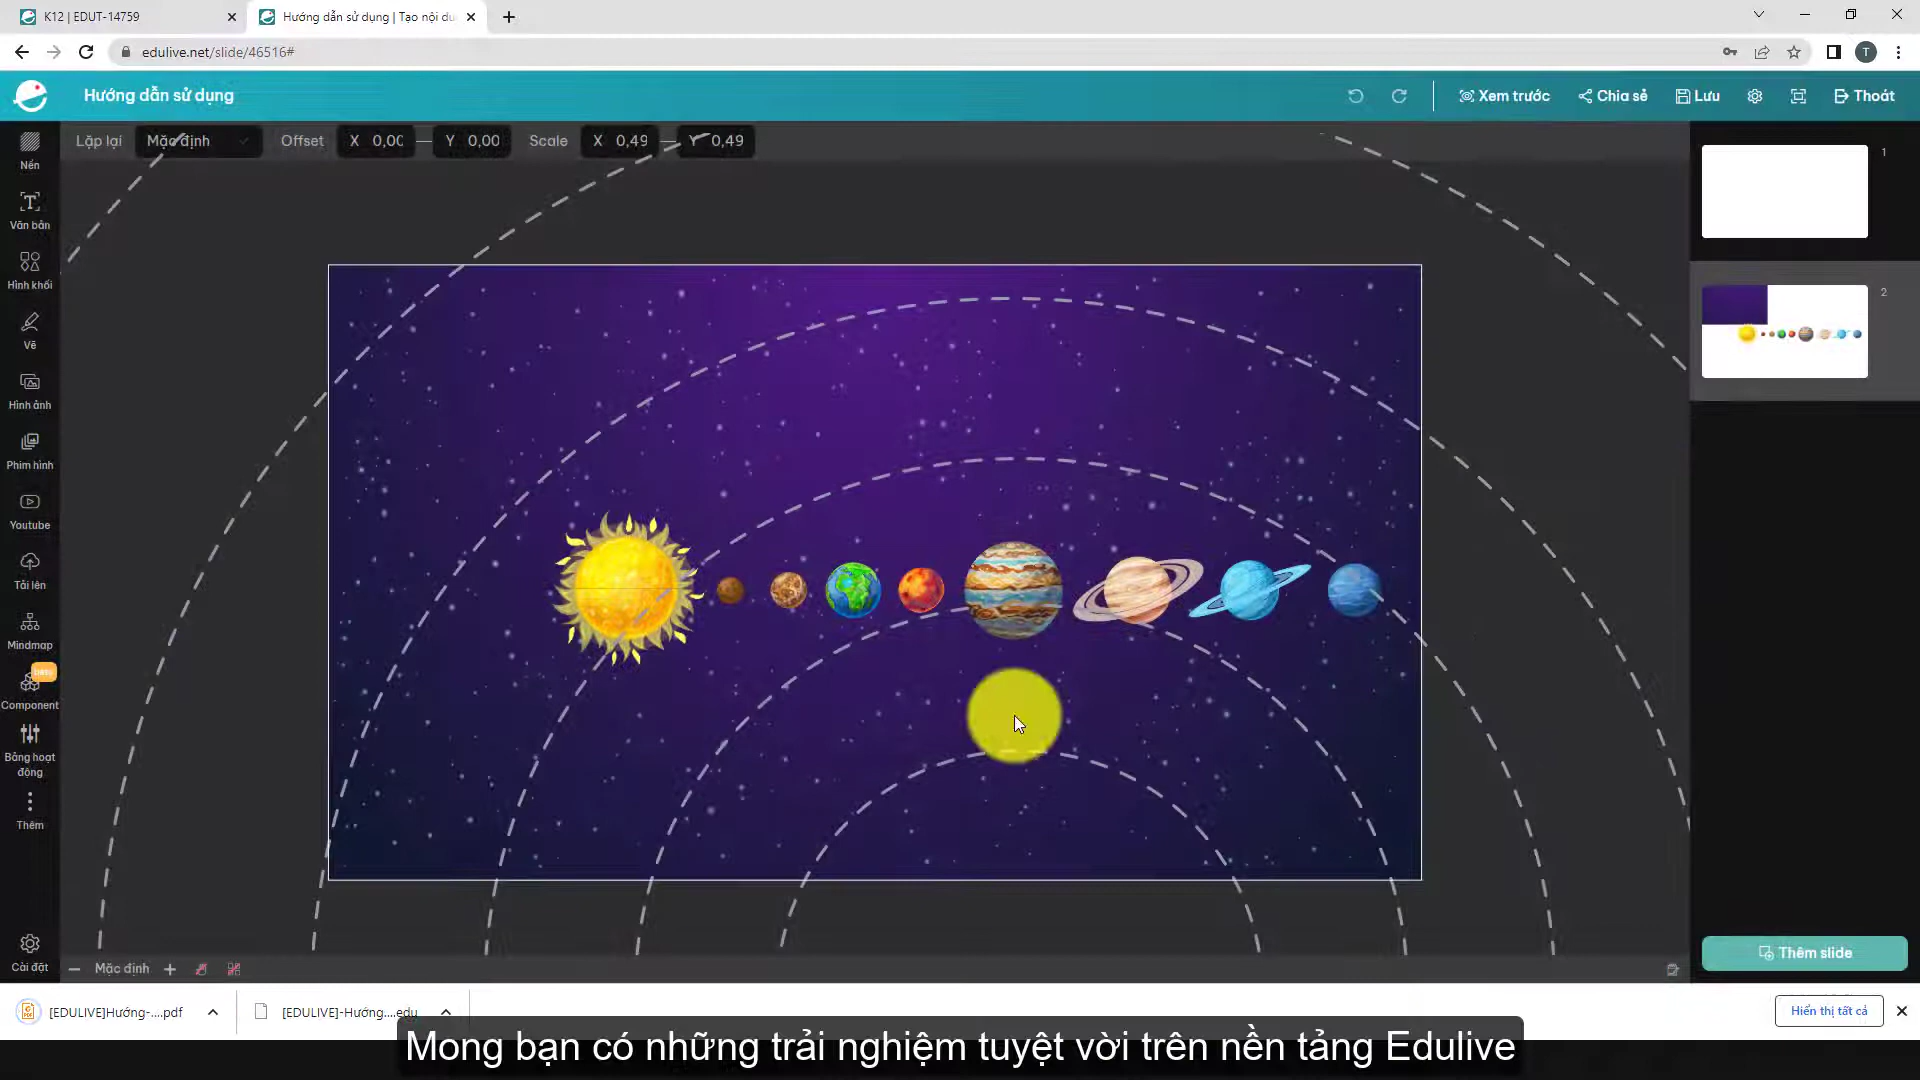 K12 | EDUT-14759
Hướng dẫn sử dụng | Tạo nội du
edulive.net/slide/46516#
T
Hướng dẫn sử dụng
Xem trước
Chia sẻ
Lưu
Thoát
Lặp lại
Mặc định
Offset
X 0,00
Y 0,00
Scale
X 0,49
Y 0,49
Nền
Văn bản
Hình khối
Vẽ
Hình ảnh
Phim hình
Youtube
Tải lên
Mindmap
Component
Bảng hoạt
động
Thêm
Cài đặt
1
2
Mặc định
Thêm slide
[EDULIVE]Hướng-....pdf
[EDULIVE]-Hướng....edu
Hiển thị tất cả
Mong bạn có những trải nghiệm tuyệt vời trên nền tảng Edulive